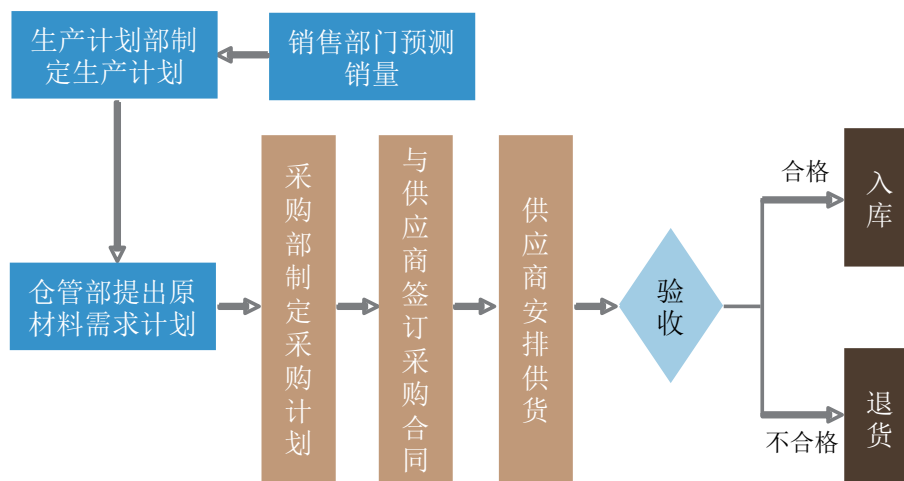 生产计划部制
定生产计划
销售部门预测
销量
仓管部提出原
材料需求计划
采购部制定采购计划
与供应商签订采购合同
供应商安排供货
验
收
合格
入库
不合格
退货